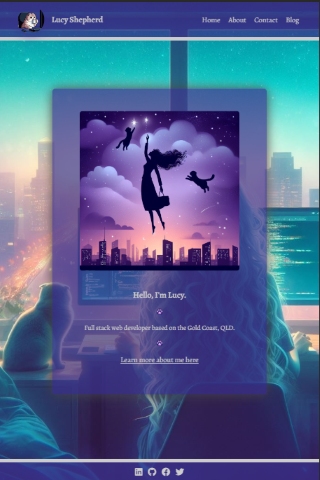 Lucy Shepherd
Home About Contact Blog
Hello, I'm Lucy.
Full stack web developer based on the Gold Coast, QLD.
Learn more about me here